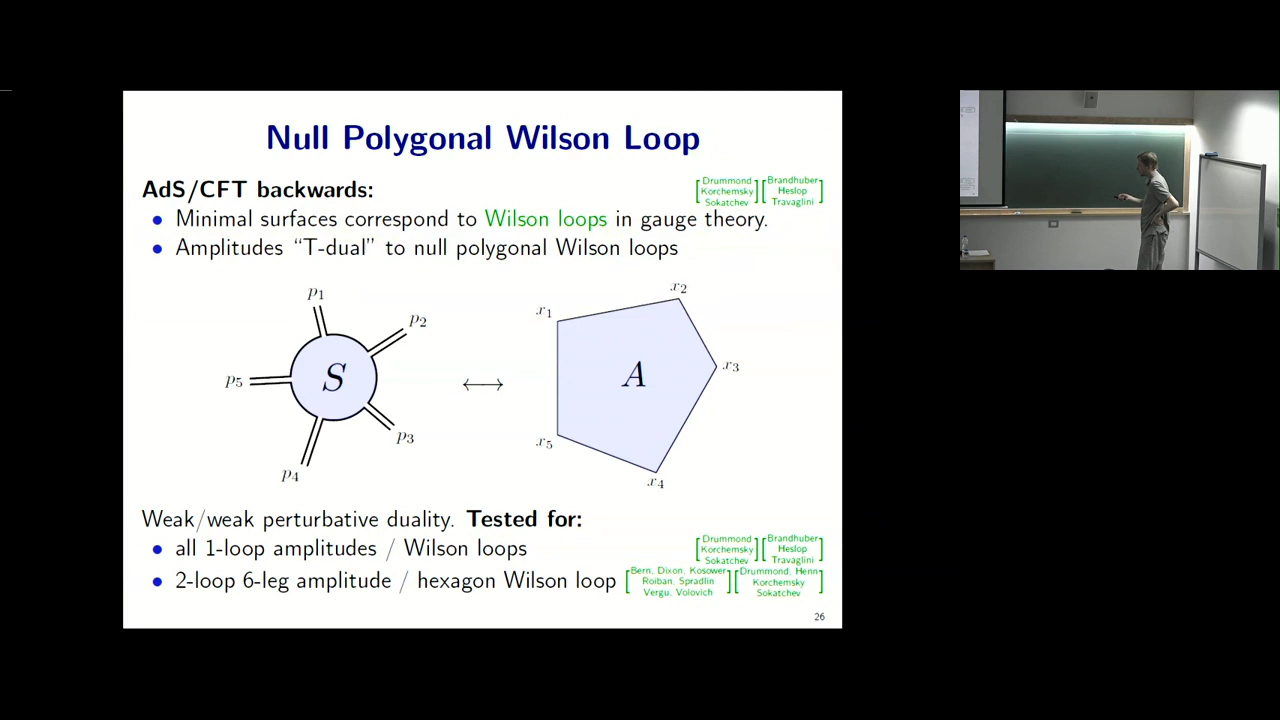 Null Polygonal Wilson Loop
AdS/CFT backwards:
[Drummond Korchemsky Sokatchev] [Brandhuber Heslop Travaglini]
• Minimal surfaces correspond to Wilson loops in gauge theory.
• Amplitudes “T-dual” to null polygonal Wilson loops
p1
p2
p5
S
p3
p4
⟷
x1
x2
A
x3
x5
x4
Weak/weak perturbative duality. Tested for:
• all 1-loop amplitudes / Wilson loops [Drummond Korchemsky Sokatchev] [Brandhuber Heslop Travaglini]
• 2-loop 6-leg amplitude / hexagon Wilson loop [Bern, Dixon, Kosower Roiban, Spradlin Vergu, Volovich] [Drummond, Henn Korchemsky Sokatchev]
26